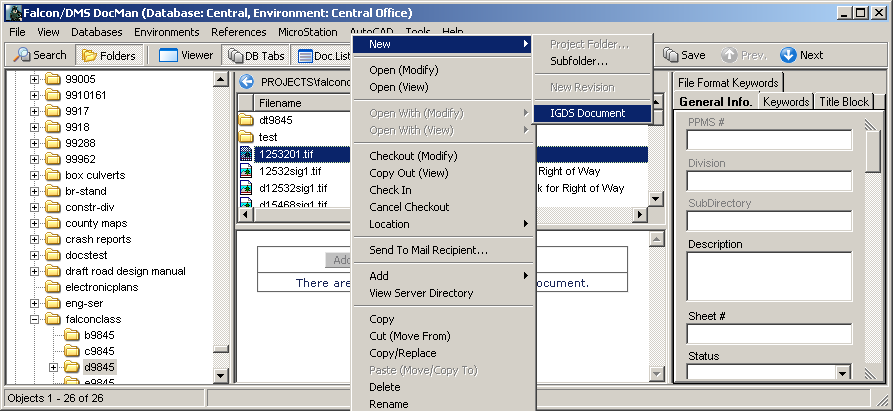 Falcon/DMS DocMan (Database: Central, Environment: Central Office)
File View Databases Environments References MicroStation AutoCAD Tools Help
Search Folders Viewer DB Tabs Doc.List Save Prev. Next
99005
9910161
9917
9918
99288
99962
box culverts
br-stand
constr-div
county maps
crash reports
docstest
draft road design manual
electronicplans
eng-ser
falconclass
b9845
c9845
d9845
e9845
PROJECTS\falconc
Filename
dt9845
test
1253201.tif
12532sig1.tif Right of Way
d12532sig1.tif k for Right of Way
d15468sig1.tif
Add
There are ocument.
New
Open (Modify)
Open (View)
Open With (Modify)
Open With (View)
Checkout (Modify)
Copy Out (View)
Check In
Cancel Checkout
Location
Send To Mail Recipient...
Add
View Server Directory
Copy
Cut (Move From)
Copy/Replace
Paste (Move/Copy To)
Delete
Rename
Project Folder...
Subfolder...
New Revision
IGDS Document
File Format Keywords
General Info. Keywords Title Block
PPMS #
Division
SubDirectory
Description
Sheet #
Status
Objects 1 - 26 of 26